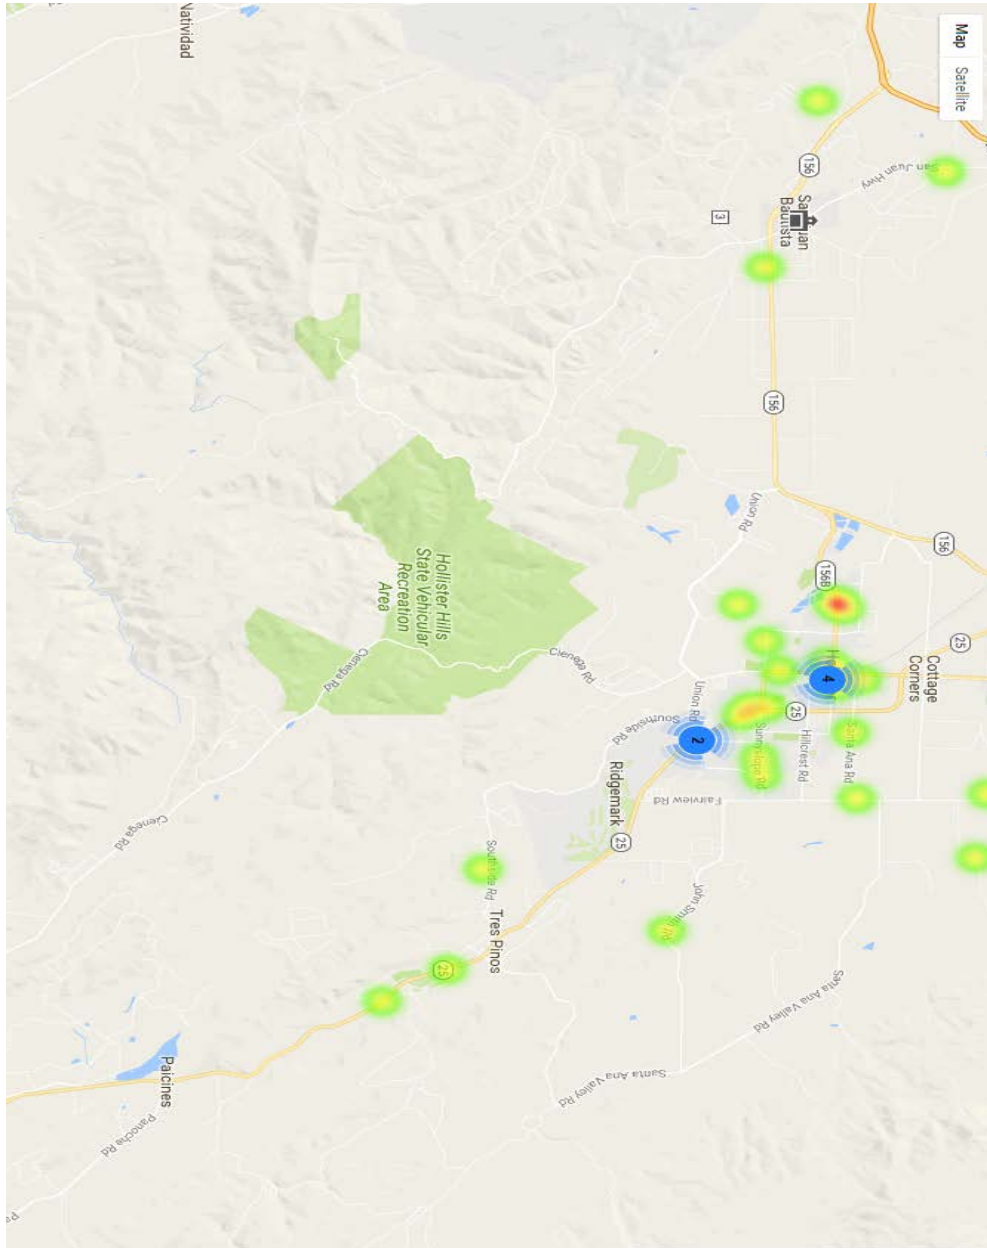 Map
Satellite
25
156
San Juan Hwy
Cottage
Corners
Santa Ana Rd
Santa Ana Valley Rd
156B
4
156
Hillcrest Rd
25
San Juan
Bautista
156
Sunnyslope Rd
Union Rd
3
2
Union Rd
John Smith Rd
Southside Rd
Fairview Rd
Ridgemark
25
Santa Ana Valley Rd
Cienega Rd
Tres Pinos
Southside Rd
25
Hollister Hills
State Vehicular
Recreation
Area
Cienega Rd
Natividad
Paicines
Cienega Rd
Panoche Rd